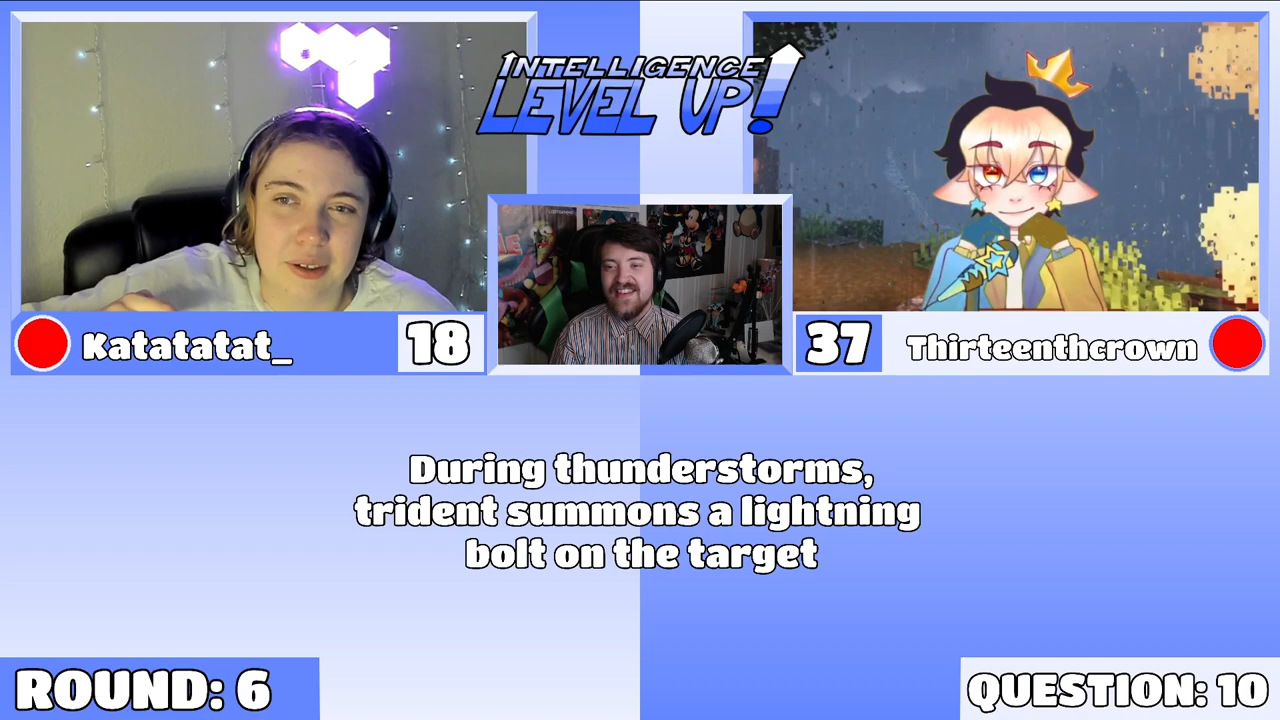 INTELLIGENCE
LEVEL UP!
Katatatat_
18
37
Thirteenthcrown
During thunderstorms,
trident summons a lightning
bolt on the target
ROUND: 6
QUESTION: 10